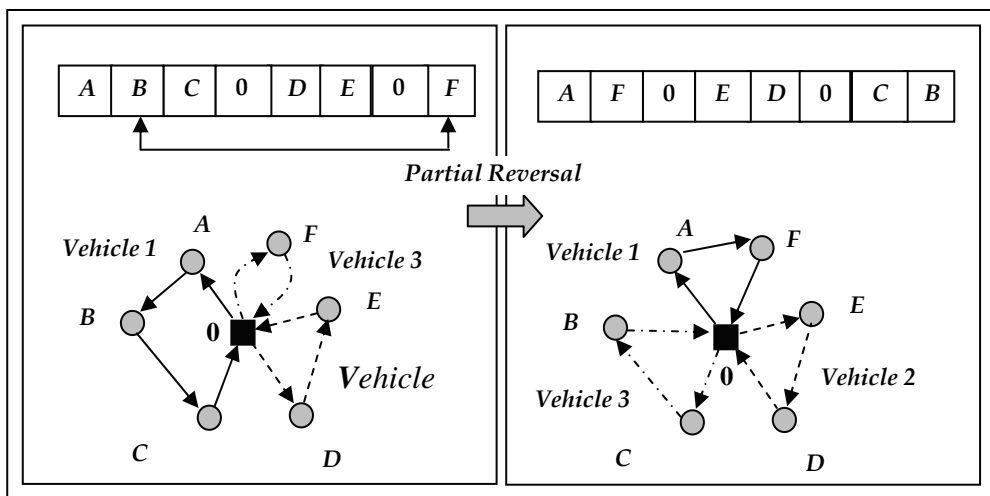 A B C 0 D E 0 F
A F 0 E D 0 C B
Partial Reversal
A
F
Vehicle 1
Vehicle 3
B
E
0
Vehicle
C
D
A
F
Vehicle 1
B
E
0
Vehicle 2
Vehicle 3
C
D